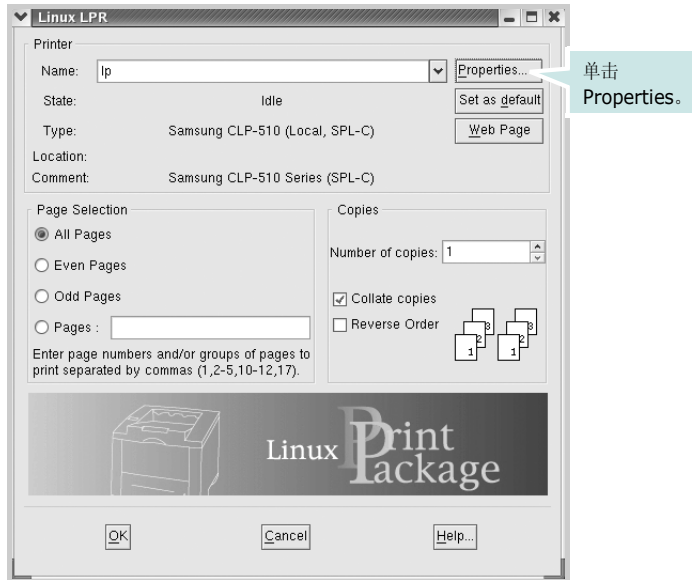 Linux LPR
Printer
Name: lp Properties...
单击
Properties。
State: Idle Set as default
Type: Samsung CLP-510 (Local, SPL-C) Web Page
Location:
Comment: Samsung CLP-510 Series (SPL-C)
Page Selection
All Pages
Even Pages
Odd Pages
Pages :
Enter page numbers and/or groups of pages to
print separated by commas (1,2-5,10-12,17).
Copies
Number of copies: 1
Collate copies
Reverse Order
3 3
2 2
1 1
Linux Print
Package
OK Cancel Help...